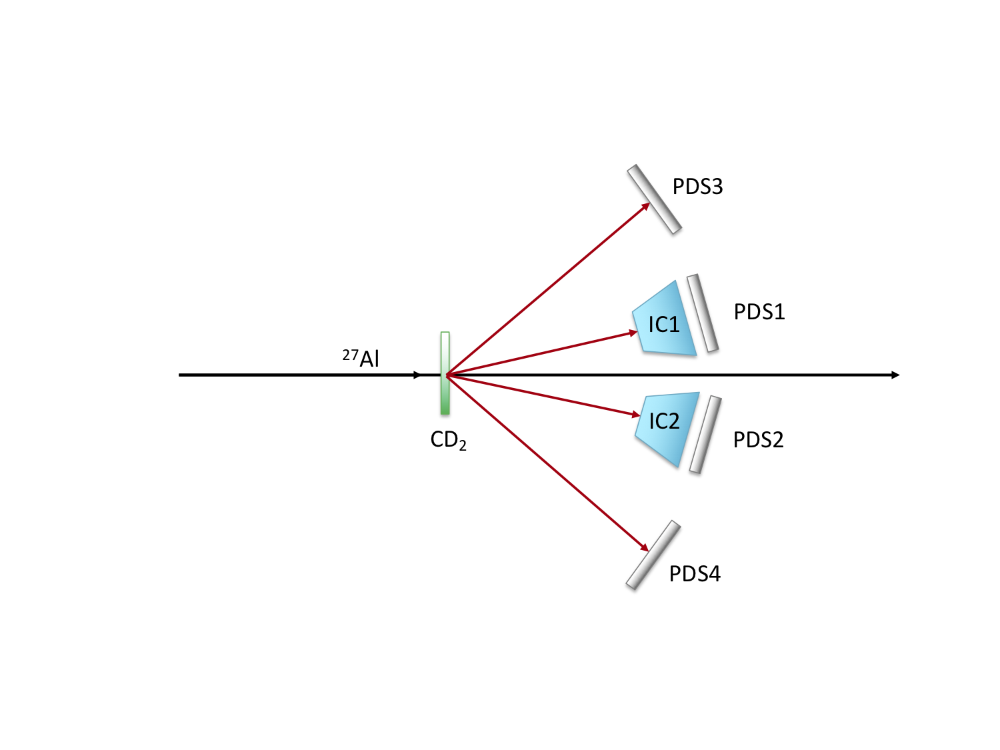 PDS3
PDS1
IC1
²⁷Al
IC2
CD₂
PDS2
PDS4